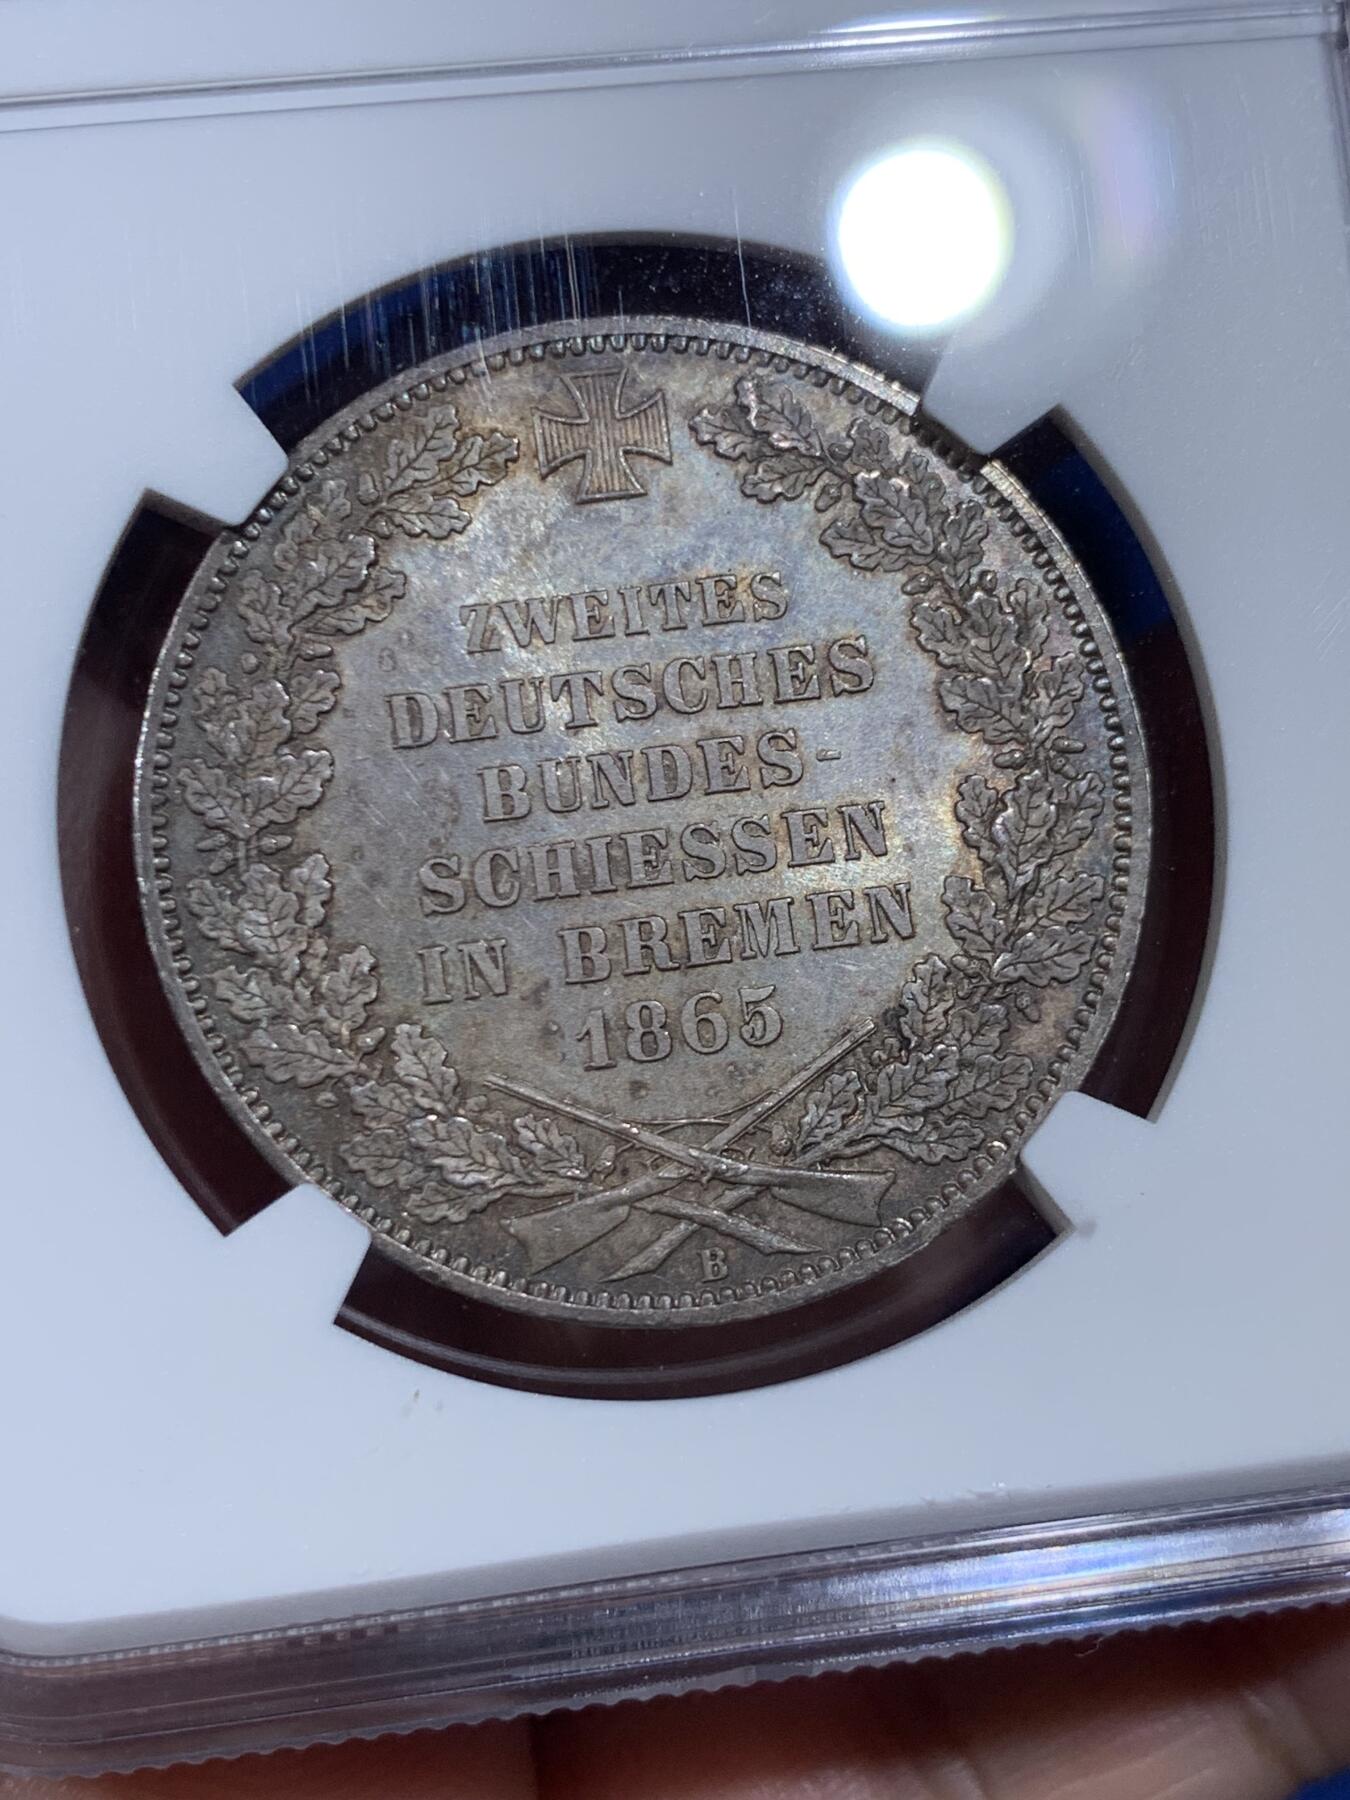 ZWEITES
DEUTSCHES
BUNDES-
SCHIESSEN
IN BREMEN
1865
B